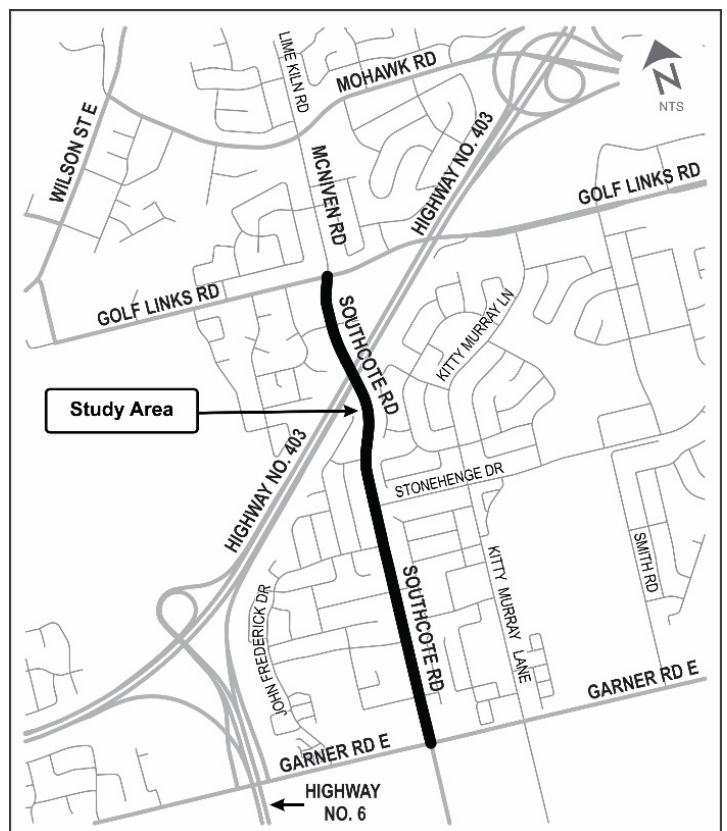 LIME KILN RD
MOHAWK RD
N
NTS
WILSON ST E
MCNIVEN RD
HIGHWAY NO. 403
GOLF LINKS RD
GOLF LINKS RD
SOUTHCOTE RD
KITTY MURRAY LN
Study Area
HIGHWAY NO. 403
STONEHENGE DR
SMITH RD
KITTY MURRAY LANE
SOUTHCOTE RD
JOHN FREDERICK DR
GARNER RD E
GARNER RD E
HIGHWAY
NO. 6